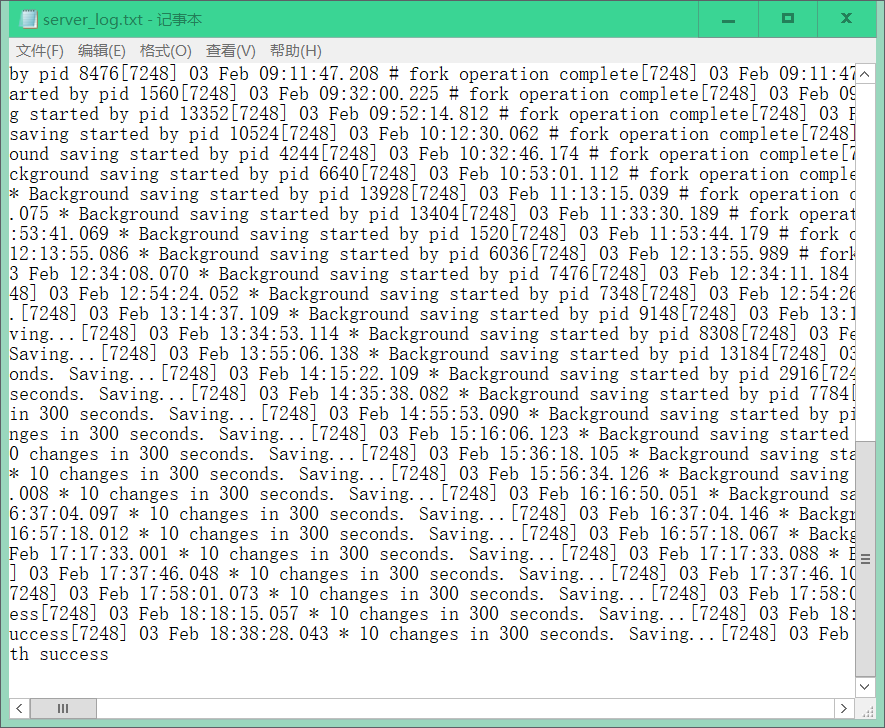 server_log.txt - 记事本
文件(F) 编辑(E) 格式(O) 查看(V) 帮助(H)
by pid 8476[7248] 03 Feb 09:11:47.208 # fork operation complete[7248] 03 Feb 09:11:47
arted by pid 1560[7248] 03 Feb 09:32:00.225 # fork operation complete[7248] 03 Feb 09
g started by pid 13352[7248] 03 Feb 09:52:14.812 # fork operation complete[7248] 03 F
saving started by pid 10524[7248] 03 Feb 10:12:30.062 # fork operation complete[7248]
ound saving started by pid 4244[7248] 03 Feb 10:32:46.174 # fork operation complete[7
ckground saving started by pid 6640[7248] 03 Feb 10:53:01.112 # fork operation comple
* Background saving started by pid 13928[7248] 03 Feb 11:13:15.039 # fork operation c
.075 * Background saving started by pid 13404[7248] 03 Feb 11:33:30.189 # fork operat
:53:41.069 * Background saving started by pid 1520[7248] 03 Feb 11:53:44.179 # fork o
12:13:55.086 * Background saving started by pid 6036[7248] 03 Feb 12:13:55.989 # fork
3 Feb 12:34:08.070 * Background saving started by pid 7476[7248] 03 Feb 12:34:11.184
48] 03 Feb 12:54:24.052 * Background saving started by pid 7348[7248] 03 Feb 12:54:26
.[7248] 03 Feb 13:14:37.109 * Background saving started by pid 9148[7248] 03 Feb 13:1
ving...[7248] 03 Feb 13:34:53.114 * Background saving started by pid 8308[7248] 03 Fe
Saving...[7248] 03 Feb 13:55:06.138 * Background saving started by pid 13184[7248] 03
onds. Saving...[7248] 03 Feb 14:15:22.109 * Background saving started by pid 2916[724
seconds. Saving...[7248] 03 Feb 14:35:38.082 * Background saving started by pid 7784[
in 300 seconds. Saving...[7248] 03 Feb 14:55:53.090 * Background saving started by pi
nges in 300 seconds. Saving...[7248] 03 Feb 15:16:06.123 * Background saving started
0 changes in 300 seconds. Saving...[7248] 03 Feb 15:36:18.105 * Background saving sta
* 10 changes in 300 seconds. Saving...[7248] 03 Feb 15:56:34.126 * Background saving
.008 * 10 changes in 300 seconds. Saving...[7248] 03 Feb 16:16:50.051 * Background sa
6:37:04.097 * 10 changes in 300 seconds. Saving...[7248] 03 Feb 16:37:04.146 * Backgr
16:57:18.012 * 10 changes in 300 seconds. Saving...[7248] 03 Feb 16:57:18.067 * Backg
Feb 17:17:33.001 * 10 changes in 300 seconds. Saving...[7248] 03 Feb 17:17:33.088 * B
] 03 Feb 17:37:46.048 * 10 changes in 300 seconds. Saving...[7248] 03 Feb 17:37:46.10
7248] 03 Feb 17:58:01.073 * 10 changes in 300 seconds. Saving...[7248] 03 Feb 17:58:0
ess[7248] 03 Feb 18:18:15.057 * 10 changes in 300 seconds. Saving...[7248] 03 Feb 18:
uccess[7248] 03 Feb 18:38:28.043 * 10 changes in 300 seconds. Saving...[7248] 03 Feb
th success